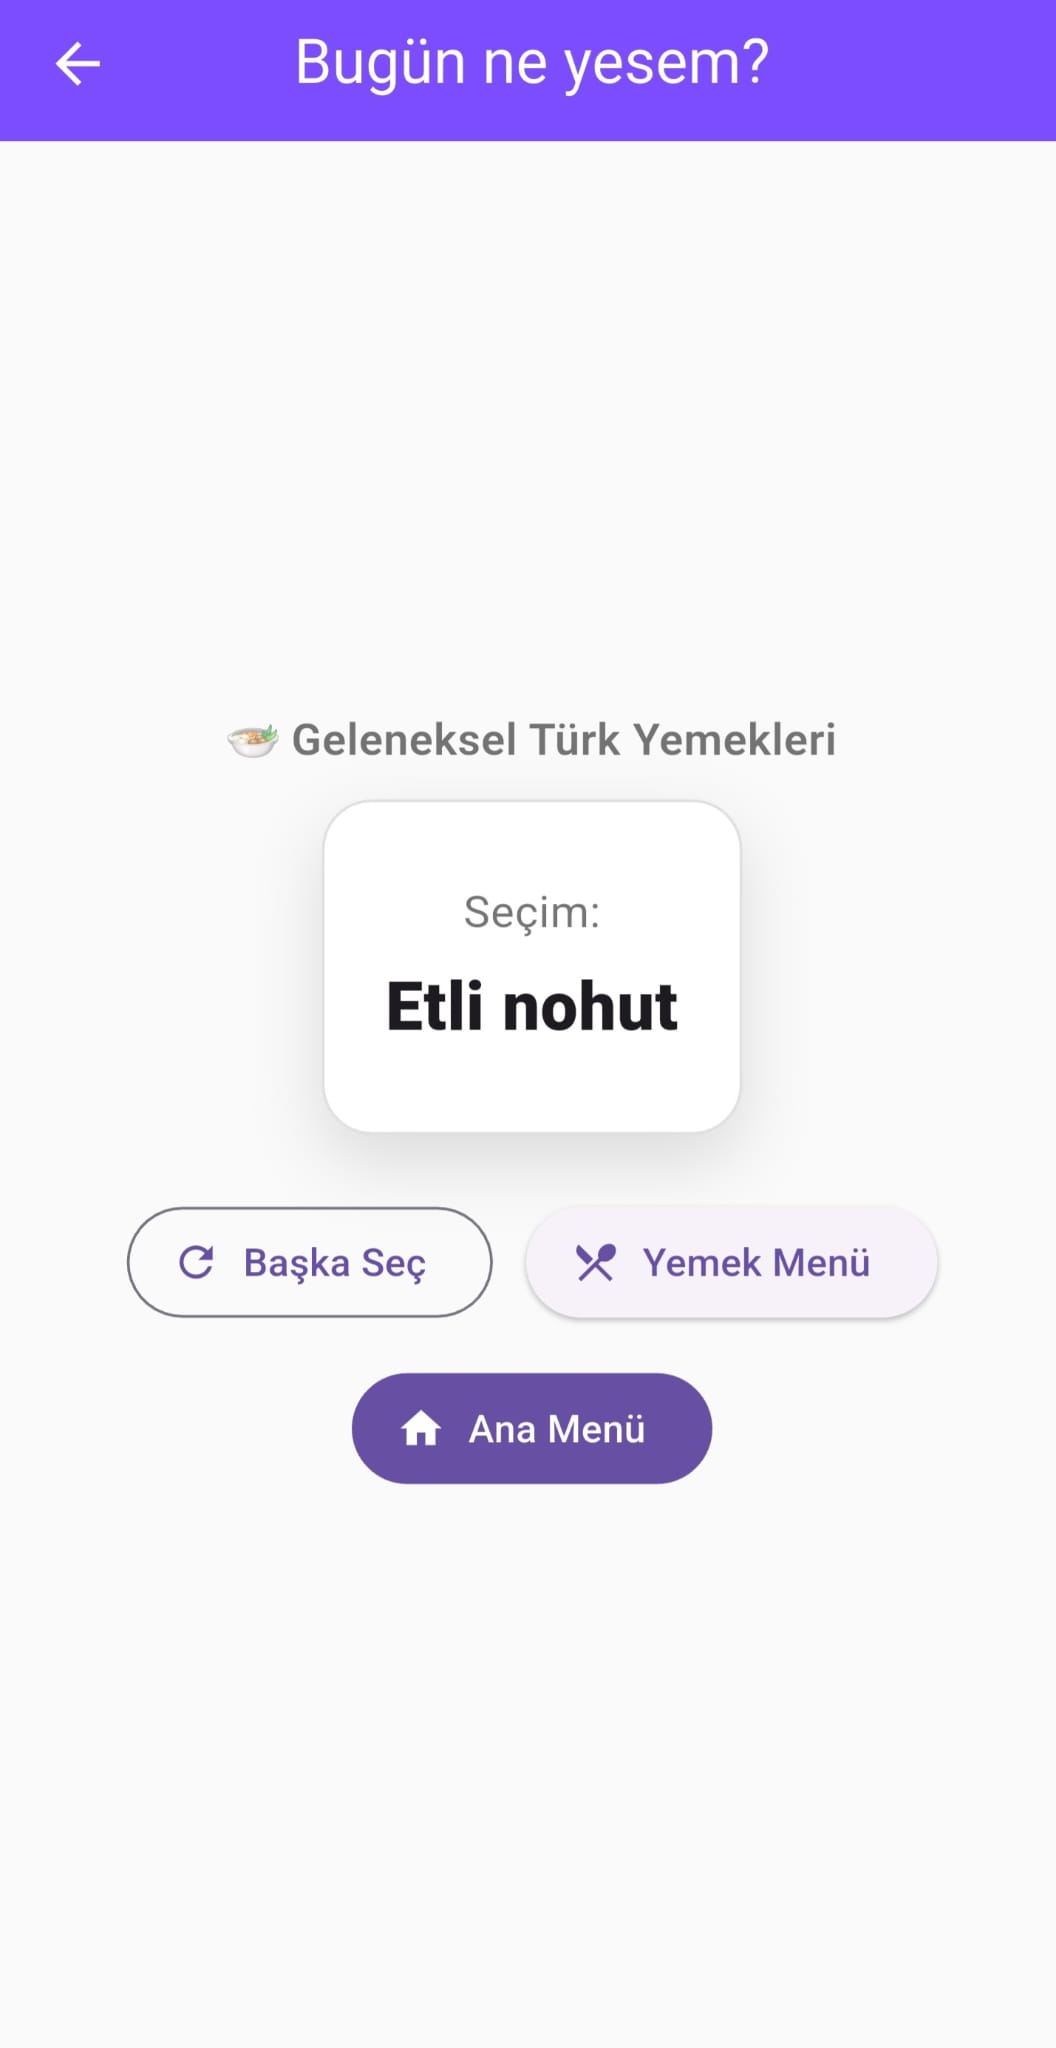 Bugün ne yesem?
Geleneksel Türk Yemekleri
Seçim:
Etli nohut
Başka Seç
Yemek Menü
Ana Menü